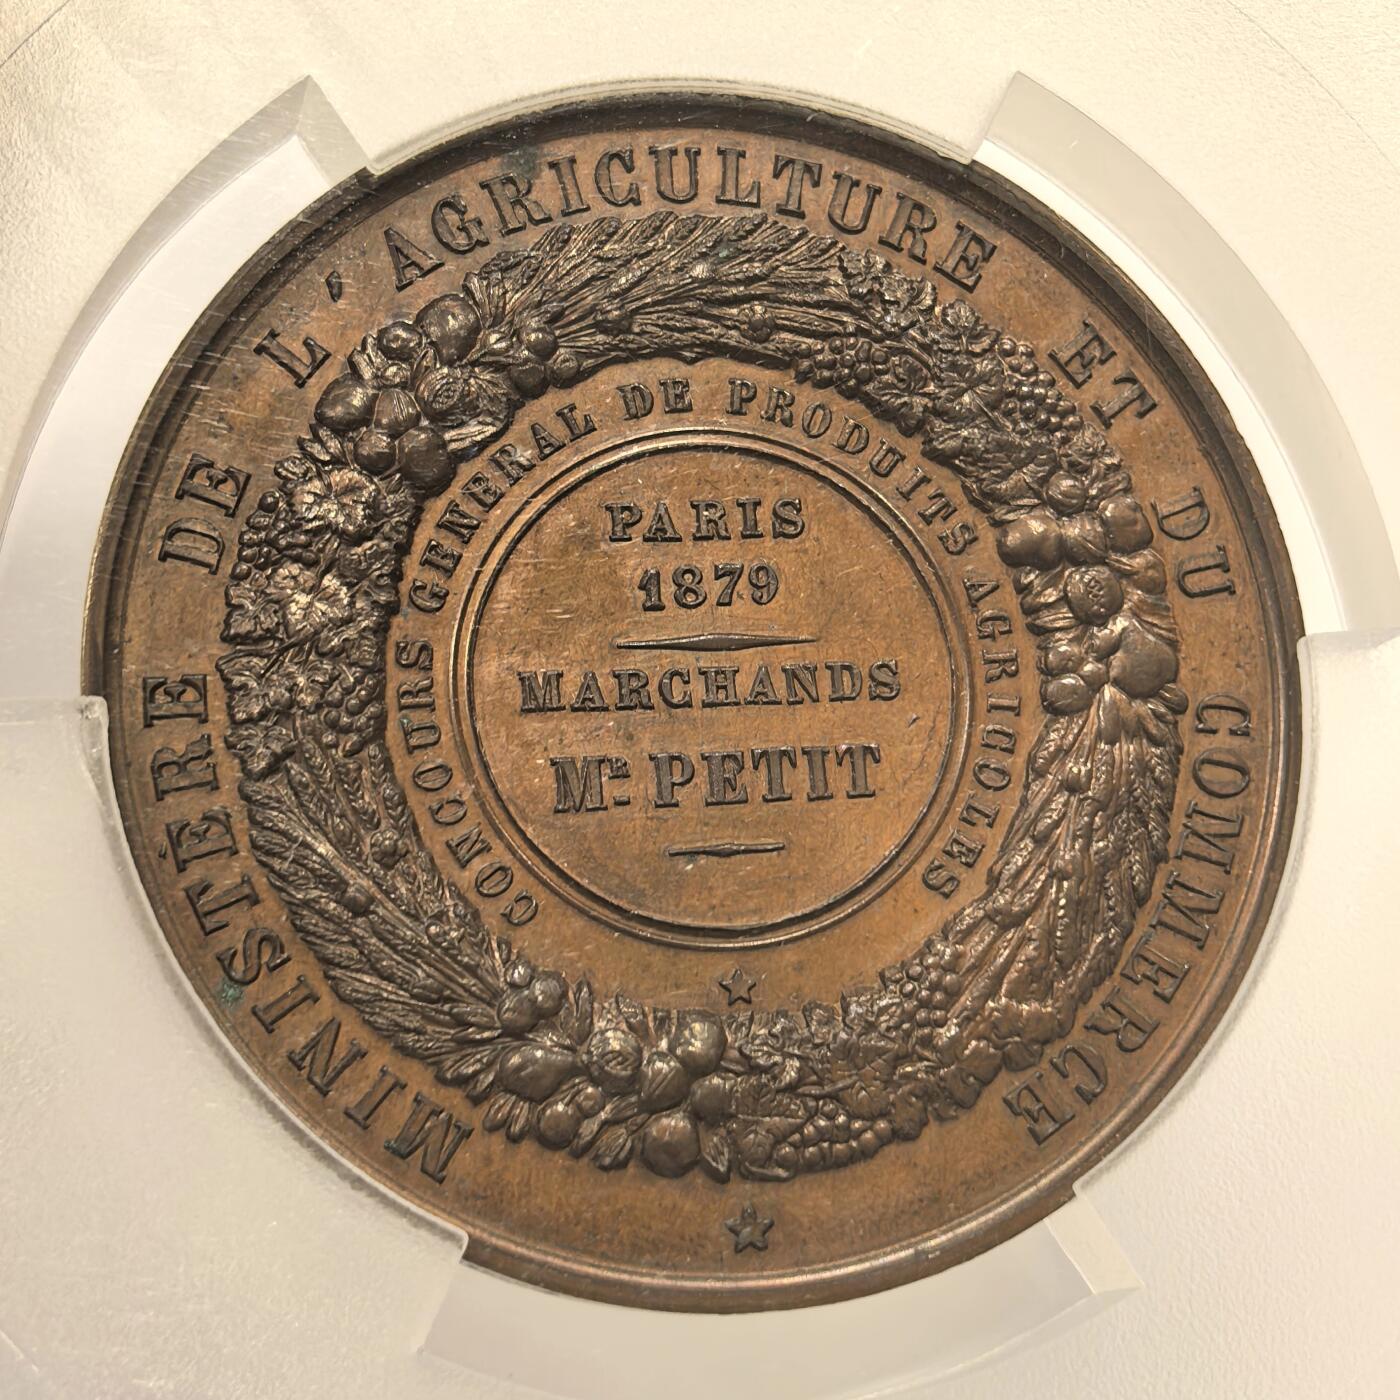 MINISTÈRE DE L'AGRICULTURE ET DU COMMERCE
CONCOURS GENERAL DE PRODUITS AGRICOLES
PARIS
1879
MARCHANDS
MR PETIT